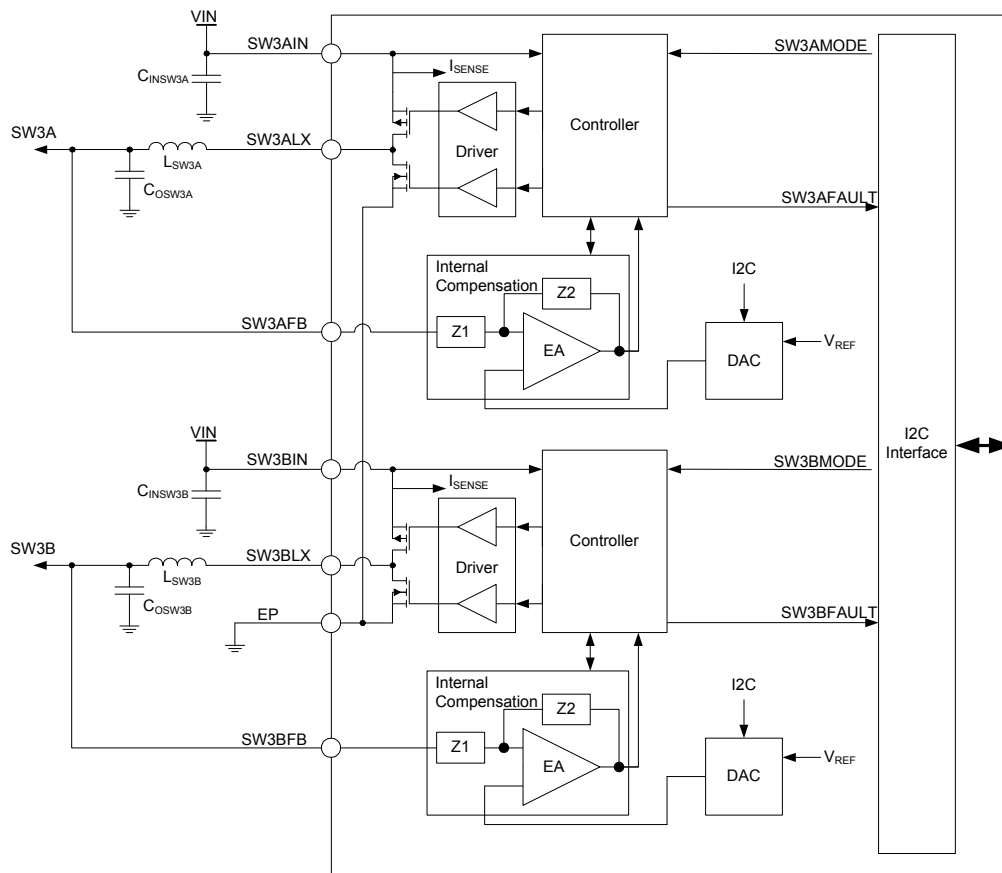 VIN
SW3AIN
SW3AMODE
CINSW3A
ISENSE
Controller
SW3A
SW3ALX
Driver
LSW3A
COSW3A
SW3AFAULT
Internal
Compensation
Z2
I2C
SW3AFB
Z1
EA
DAC
VREF
VIN
I2C
Interface
SW3BIN
SW3BMODE
CINSW3B
ISENSE
Controller
SW3B
SW3BLX
Driver
LSW3B
COSW3B
EP
SW3BFAULT
Internal
Compensation
Z2
I2C
SW3BFB
Z1
EA
DAC
VREF